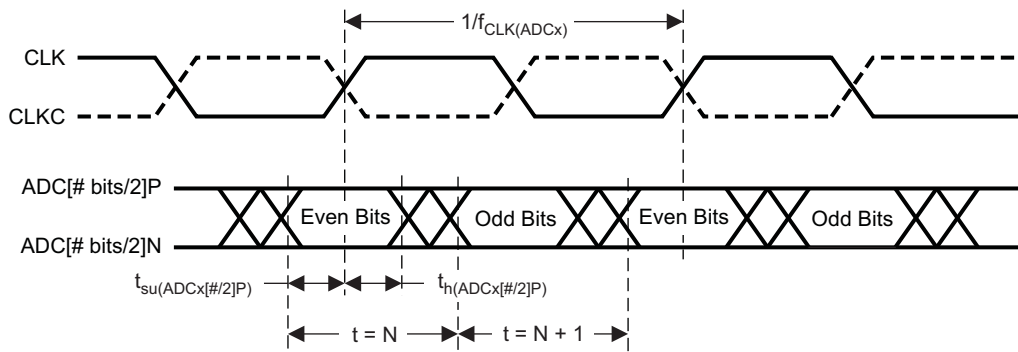 1/fCLK(ADCx)
CLK
CLKC
ADC[# bits/2]P
Even Bits Odd Bits Even Bits Odd Bits
ADC[# bits/2]N
tsu(ADCx[#/2]P) th(ADCx[#/2]P)
t = N t = N + 1